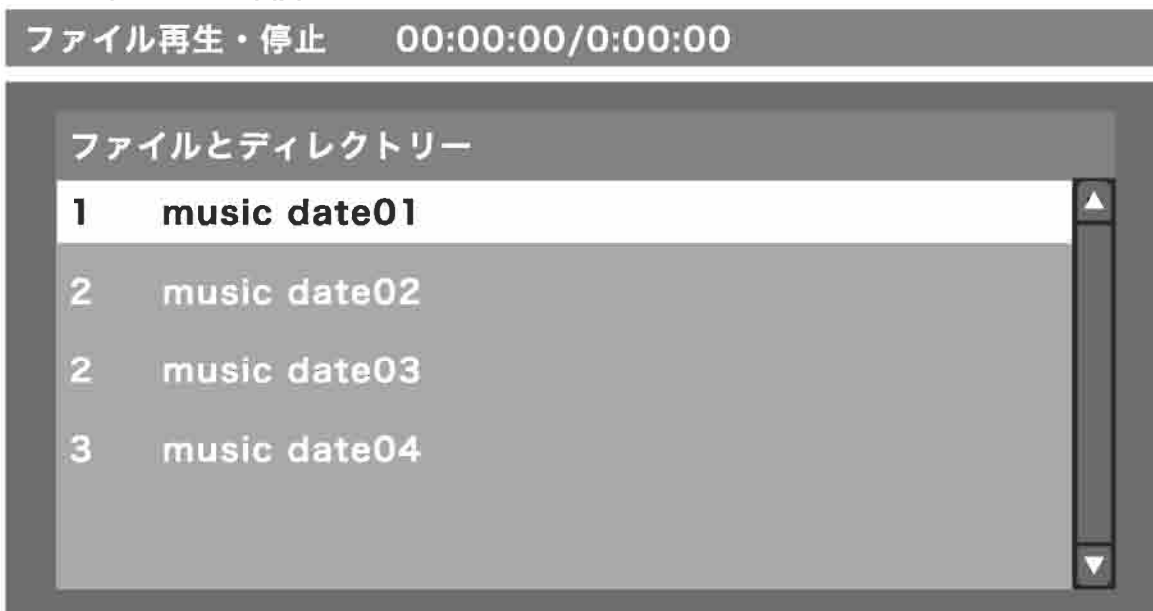 ファイル再生・停止 00:00:00/0:00:00
ファイルとディレクトリー
1 music date01
2 music date02
2 music date03
3 music date04